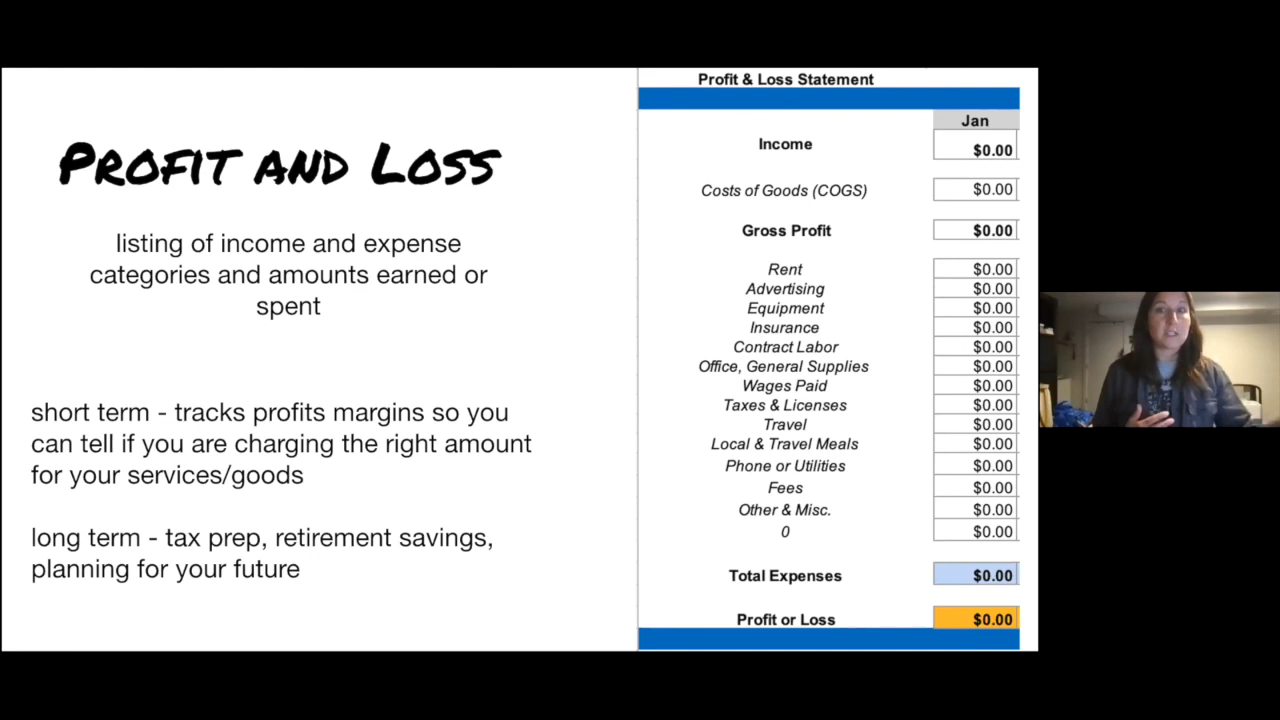 Profit and Loss
listing of income and expense
categories and amounts earned or
spent
short term - tracks profits margins so you
can tell if you are charging the right amount
for your services/goods
long term - tax prep, retirement savings,
planning for your future
Profit & Loss Statement
Jan
Income $0.00
Costs of Goods (COGS) $0.00
Gross Profit $0.00
Rent $0.00
Advertising $0.00
Equipment $0.00
Insurance $0.00
Contract Labor $0.00
Office, General Supplies $0.00
Wages Paid $0.00
Taxes & Licenses $0.00
Travel $0.00
Local & Travel Meals $0.00
Phone or Utilities $0.00
Fees $0.00
Other & Misc. $0.00
0 $0.00
Total Expenses $0.00
Profit or Loss $0.00